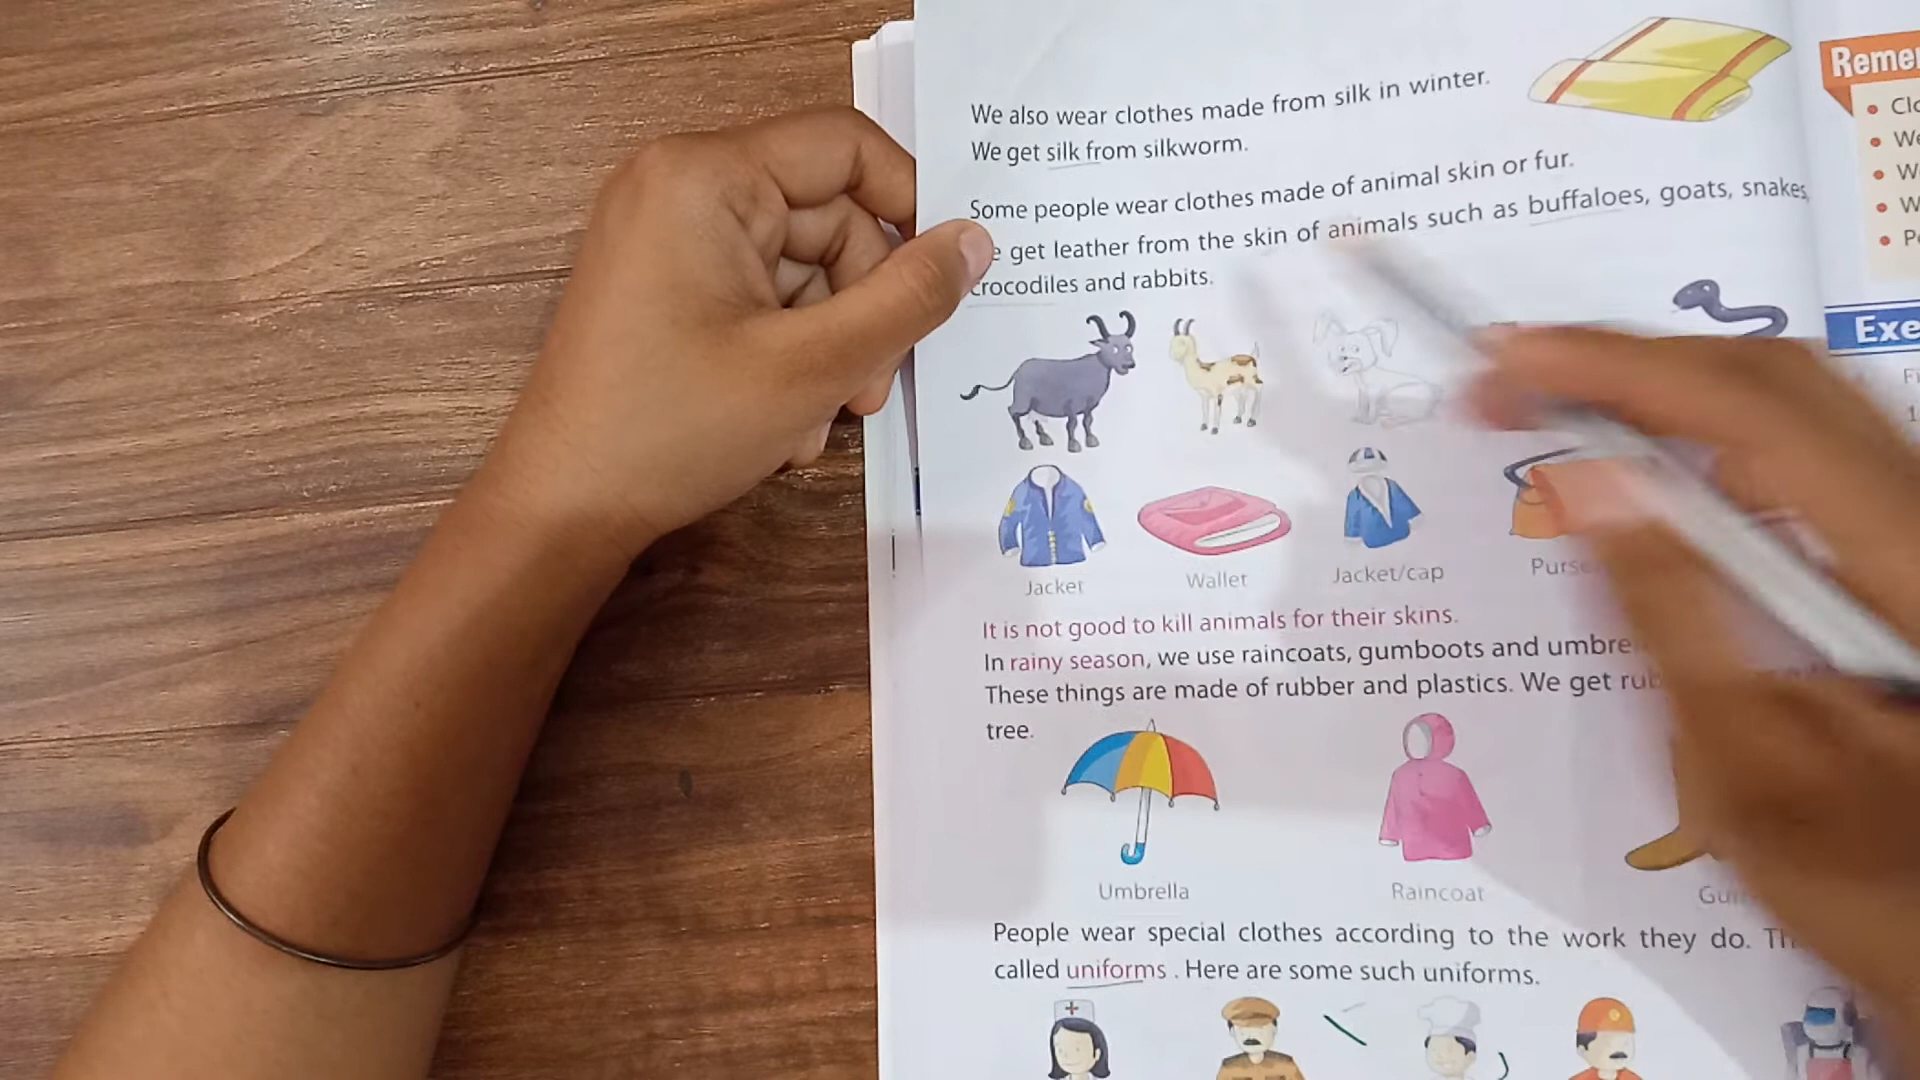 We also wear clothes made from silk in winter.
We get silk from silkworm.
Some people wear clothes made of animal skin or fur.
get leather from the skin of animals such as buffaloes, goats, snakes,
crocodiles and rabbits.
Jacket
Wallet
Jacket/cap
It is not good to kill animals for their skins.
In rainy season, we use raincoats, gumboots and
These things are made of rubber and plastics. We get
tree.
Umbrella
Raincoat
People wear special clothes according to the work they do.
called uniforms . Here are some such uniforms.